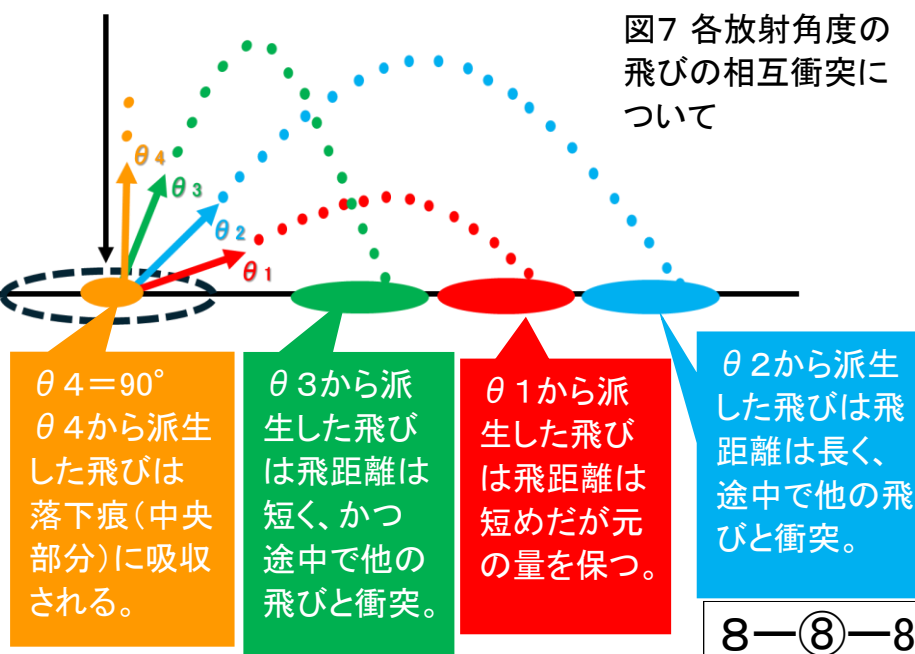 図7 各放射角度の
飛びの相互衝突に
ついて
θ4
θ3
θ2
θ1
θ4=90°
θ4から派生
した飛びは
落下痕(中央
部分)に吸収
される。
θ3から派
生した飛び
は飛距離は
短く、かつ
途中で他の
飛びと衝突。
θ1から派
生した飛び
は飛距離は
短めだが元
の量を保つ。
θ2から派生
した飛びは飛
距離は長く、
途中で他の飛
びと衝突。
8―⑧―8